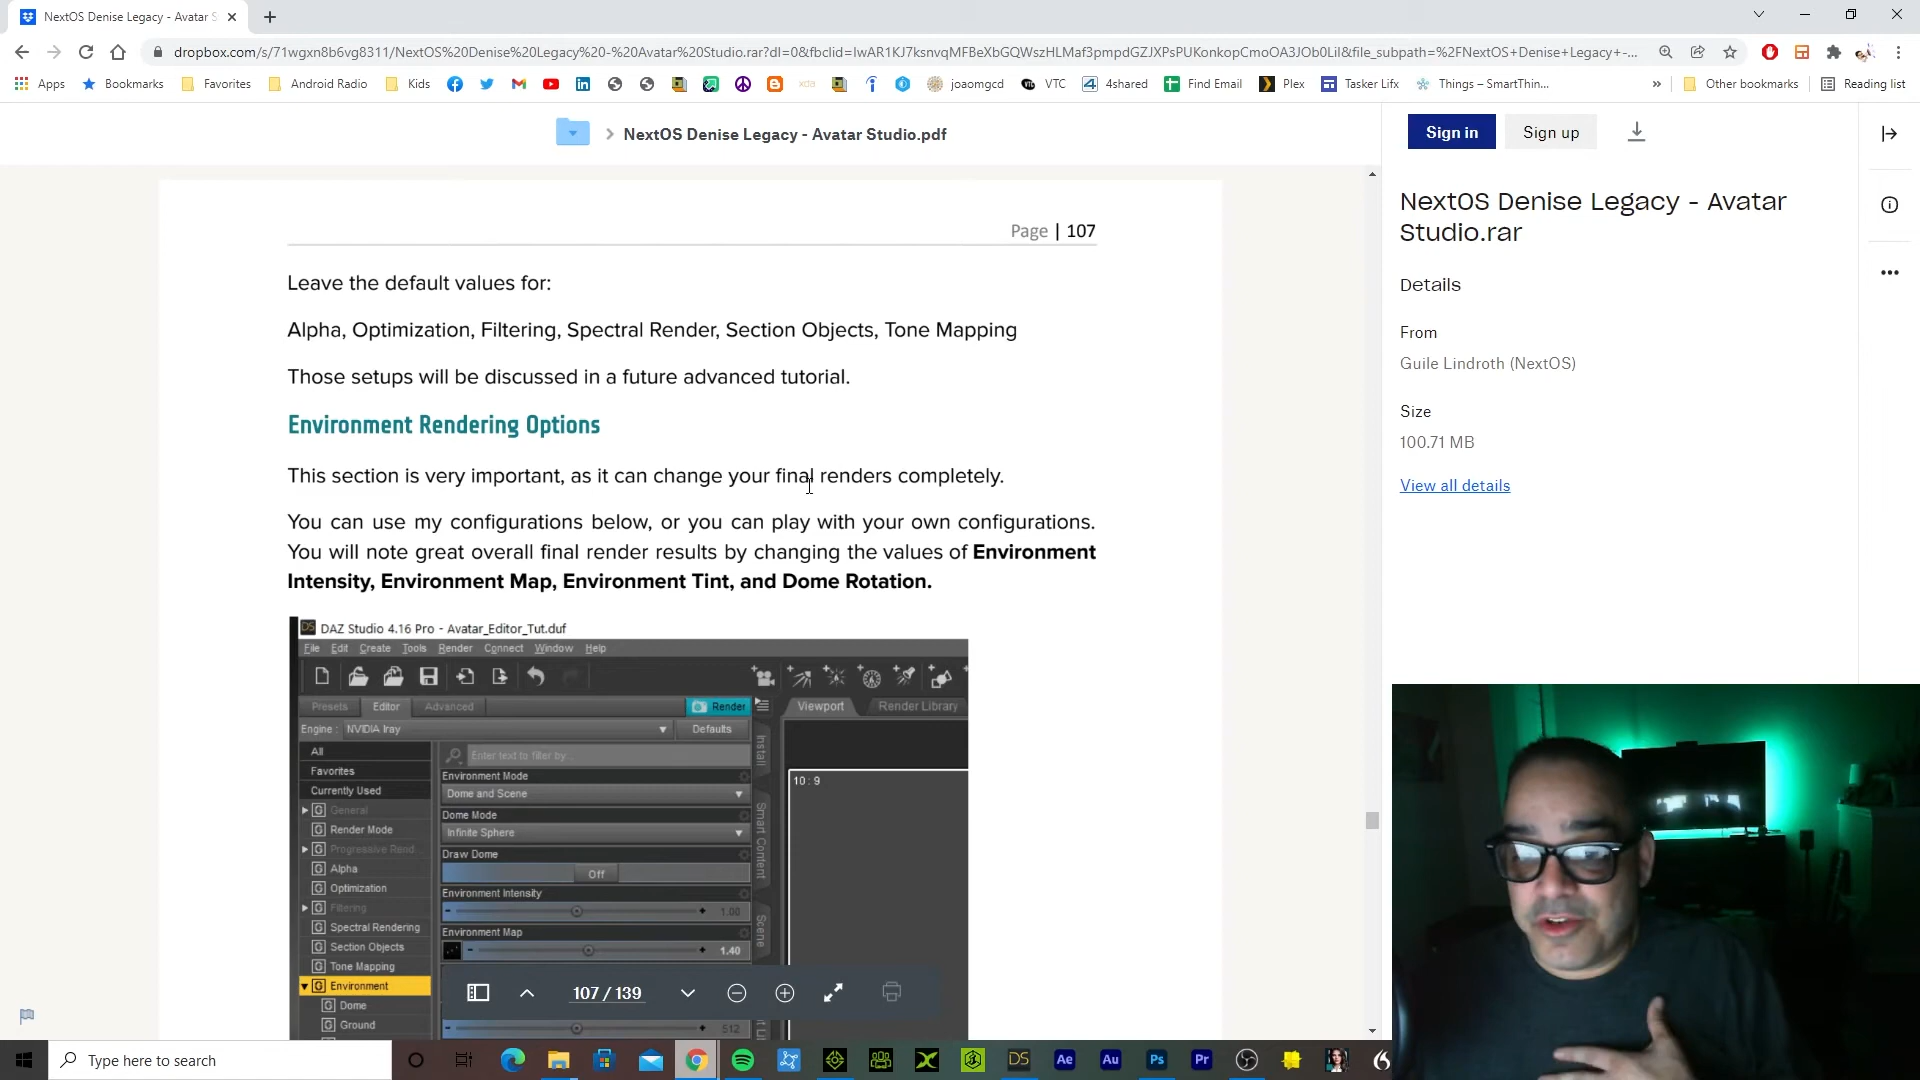 NextOS Denise Legacy - Avatar S
dropbox.com/s/71wgxn8b6vg8311/NextOS%20Denise%20Legacy%20-%20Avatar%20Studio.rar?dl=0&fbclid=IwAR1KJ7ksnvqMFBeXbGQWszHLMaf3pmpdGZJXPsPUKonkopCmoOA3JOb0LiI&file_subpath=%2FNextOS+Denise+Legacy+-...
Apps Bookmarks Favorites Android Radio Kids joaomgcd VTC 4shared Find Email Plex Tasker Lifx Things – SmartThin... » Other bookmarks Reading list
NextOS Denise Legacy - Avatar Studio.pdf
Sign in Sign up
NextOS Denise Legacy - Avatar
Studio.rar
Details
From
Guile Lindroth (NextOS)
Size
100.71 MB
View all details
Page | 107
Leave the default values for:
Alpha, Optimization, Filtering, Spectral Render, Section Objects, Tone Mapping
Those setups will be discussed in a future advanced tutorial.
Environment Rendering Options
This section is very important, as it can change your final renders completely.
You can use my configurations below, or you can play with your own configurations.
You will note great overall final render results by changing the values of Environment
Intensity, Environment Map, Environment Tint, and Dome Rotation.
DAZ Studio 4.16 Pro - Avatar_Editor_Tut.duf
File Edit Create Tools Render Connect Window Help
Presets Editor Advanced Render Viewport Render Library
Engine : NVIDIA Iray Defaults
All
Favorites
Currently Used
General
Render Mode
Progressive Rend
Alpha
Optimization
Filtering
Spectral Rendering
Section Objects
Tone Mapping
Environment
Dome
Ground
Enter text to filter by...
Environment Mode
Dome and Scene
Dome Mode
Infinite Sphere
Draw Dome
Off
Environment Intensity
1.00
Environment Map
1.40
512
Install
Smart Content
Scene
10 : 9
107 / 139
Type here to search
DS Ae Au Ps Pr